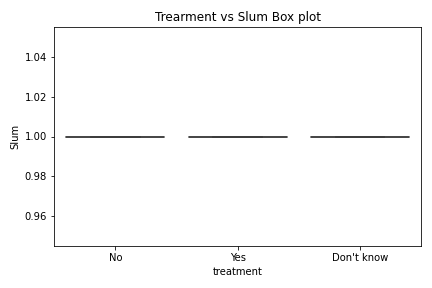 Trearment vs Slum Box plot
1.04
1.02
1.00
0.98
0.96
Slum
No Yes Don't know
treatment